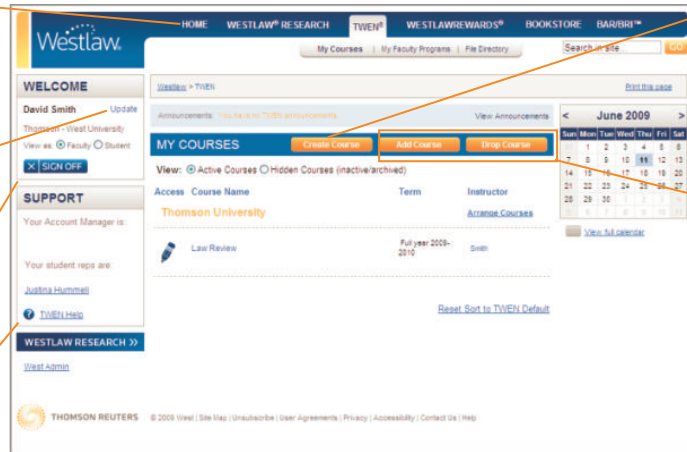 Westlaw.
HOME WESTLAW® RESEARCH TWEN® WESTLAWREWARDS® BOOKSTORE BAR/BRI™
My Courses | My Faculty Programs | File Directory
Search in site... GO
WELCOME
David Smith Update
Thomson - West University
View as: Faculty Student
X SIGN OFF
SUPPORT
Your Account Manager is:
Your student reps are
Justina Hummell
? TWEN Help
WESTLAW RESEARCH >>
West Admin
Westlaw > TWEN
Print this page
Announcements: You have no TWEN announcements. View Announcements
MY COURSES Create Course Add Course Drop Course
View: Active Courses Hidden Courses (inactive/archived)
Access Course Name Term Instructor
Thomson University Arrange Courses
Law Review Full year 2009-
2010 Smith
Reset Sort to TWEN Default
< June 2009 >
Sun Mon Tue Wed Thu Fri Sat
1 2 3 4 5 6
7 8 9 10 11 12 13
14 15 16 17 18 19 20
21 22 23 24 25 26 27
28 29 30
View full calendar
THOMSON REUTERS © 2009 West | Site Map | Unsubscribe | User Agreements | Privacy | Accessibility | Contact Us | Help